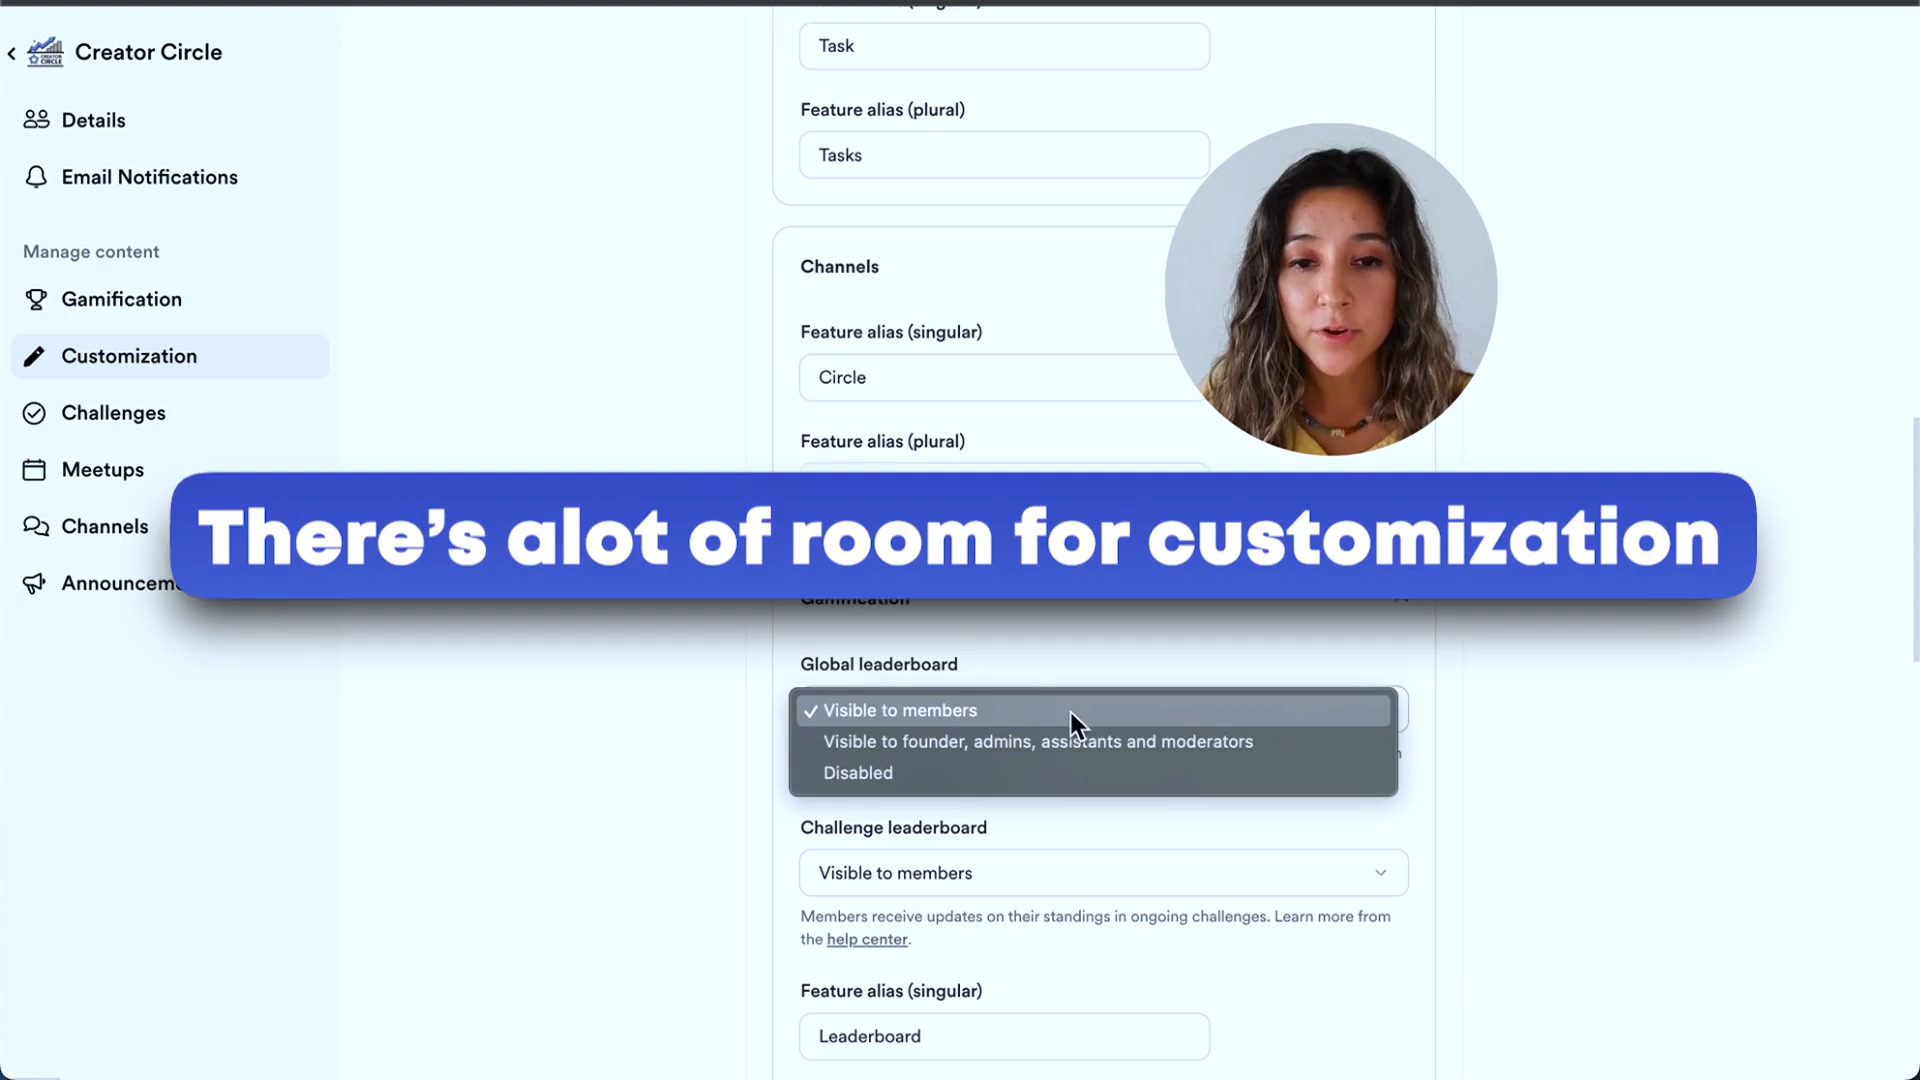 Creator Circle
Details
Email Notifications
Manage content
Gamification
Customization
Challenges
Meetups
Channels
Task
Feature alias (plural)
Tasks
Channels
Feature alias (singular)
Circle
Feature alias (plural)
There's alot of room for customization
Gamification
Global leaderboard
✓ Visible to members
Visible to founder, admins, assistants and moderators
Disabled
Challenge leaderboard
Visible to members
Members receive updates on their standings in ongoing challenges. Learn more from
the help center.
Feature alias (singular)
Leaderboard